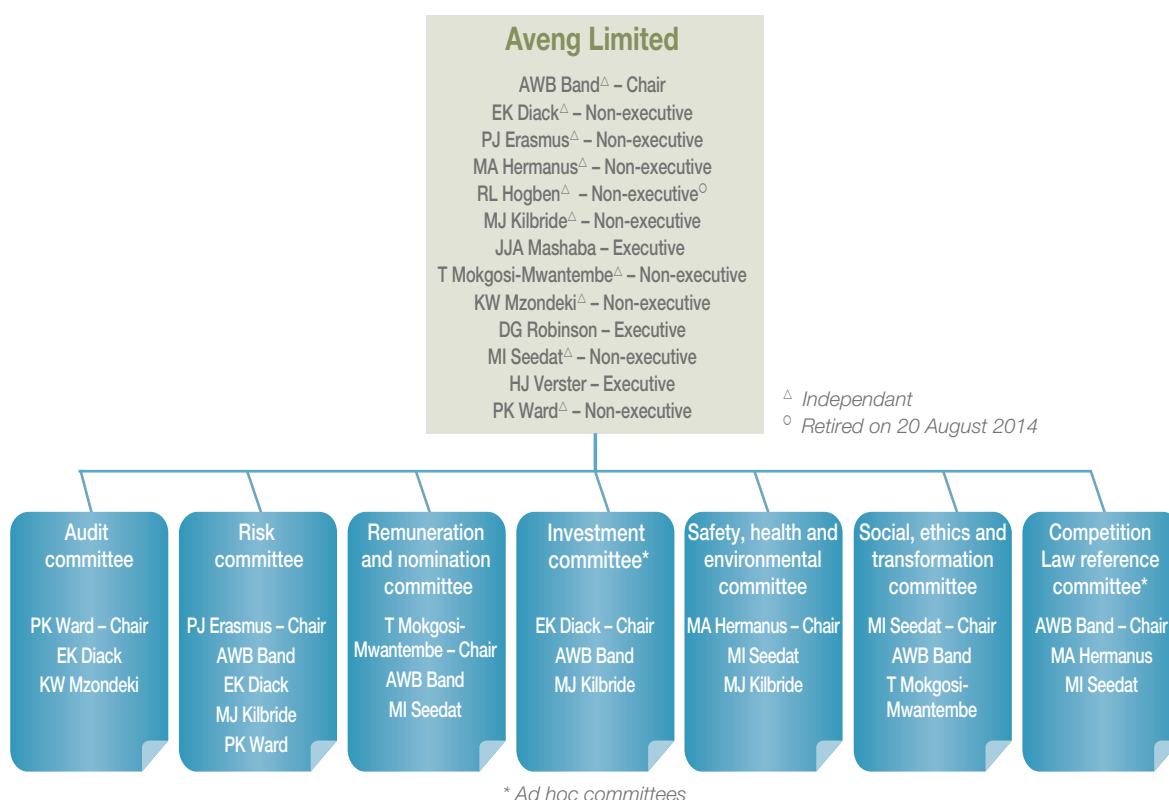 Aveng Limited
AWB Band△ – Chair
EK Diack△ – Non-executive
PJ Erasmus△ – Non-executive
MA Hermanus△ – Non-executive
RL Hogben△ – Non-executive○
MJ Kilbride△ – Non-executive
JJA Mashaba – Executive
T Mokgosi-Mwantembe△ – Non-executive
KW Mzondeki△ – Non-executive
DG Robinson – Executive
MI Seedat△ – Non-executive
HJ Verster – Executive
PK Ward△ – Non-executive
△ Independant
○ Retired on 20 August 2014
Audit
committee
PK Ward – Chair
EK Diack
KW Mzondeki
Risk
committee
PJ Erasmus – Chair
AWB Band
EK Diack
MJ Kilbride
PK Ward
Remuneration
and nomination
committee
T Mokgosi-
Mwantembe – Chair
AWB Band
MI Seedat
Investment
committee*
EK Diack – Chair
AWB Band
MJ Kilbride
Safety, health and
environmental
committee
MA Hermanus – Chair
MI Seedat
MJ Kilbride
Social, ethics and
transformation
committee
MI Seedat – Chair
AWB Band
T Mokgosi-
Mwantembe
Competition
Law reference
committee*
AWB Band – Chair
MA Hermanus
MI Seedat
* Ad hoc committees